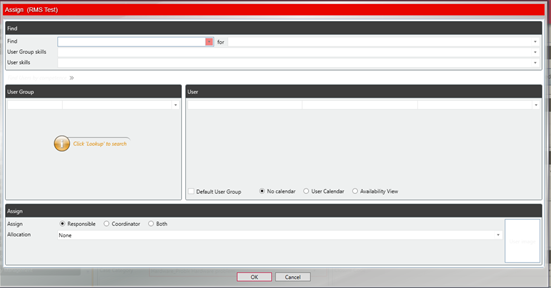 Assign (RMS Test)
Find
Find for
User Group skills
User skills
User Group User
Click 'Lookup' to search
Default User Group No calendar User Calendar Availability View
Assign
Assign Responsible Coordinator Both
Allocation None
OK Cancel